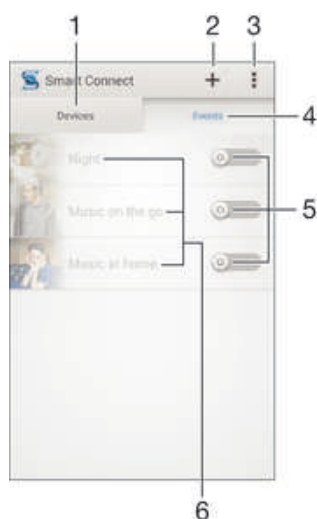 1 2 3
Smart Connect
Devices Events 4
Night
Music on the go 5
Music at home
6